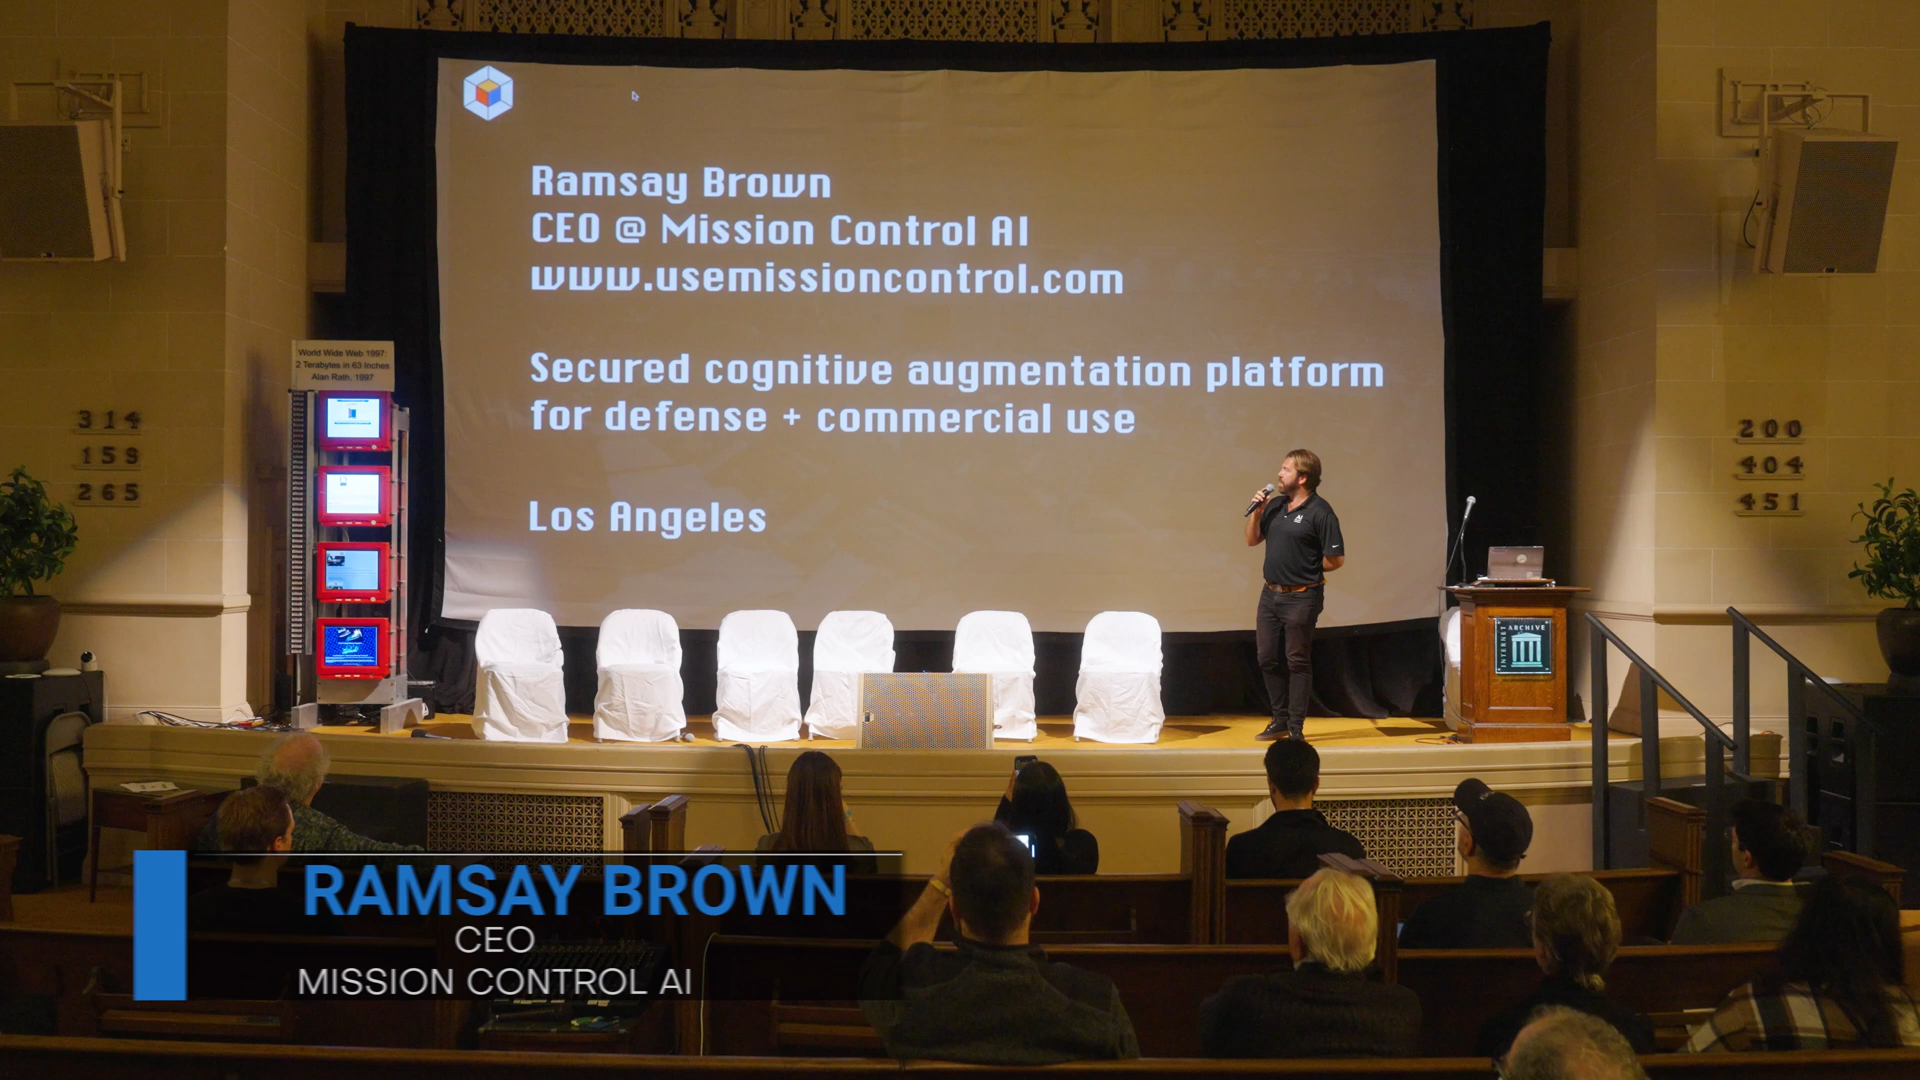 Ramsay Brown
CEO @ Mission Control AI
www.usemissioncontrol.com
Secured cognitive augmentation platform
for defense + commercial use
Los Angeles
World Wide Web 1997:
2 Terabytes in 63 Inches
Alan Rath, 1997
314
159
265
200
404
451
INTERNET
ARCHIVE
RAMSAY BROWN
CEO
MISSION CONTROL AI